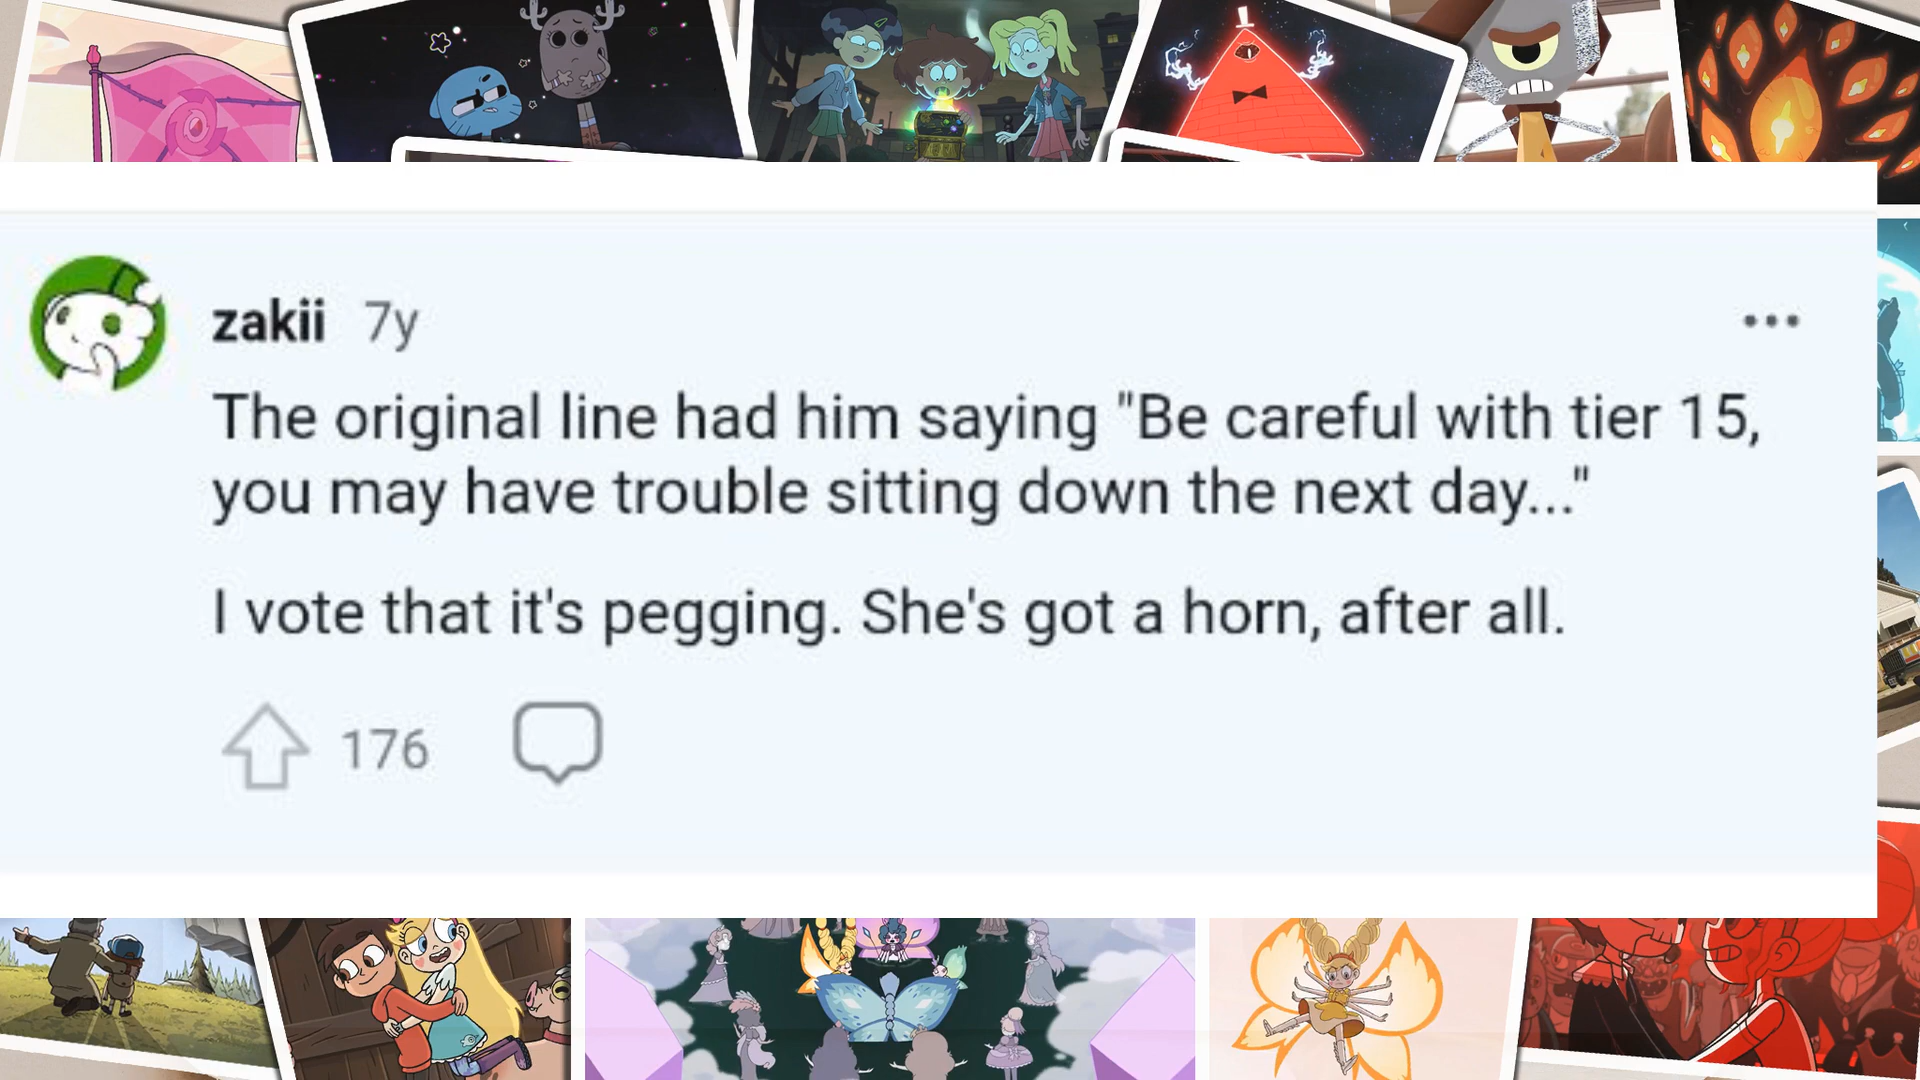 zakii 7y
The original line had him saying "Be careful with tier 15,
you may have trouble sitting down the next day..."
I vote that it's pegging. She's got a horn, after all.
176